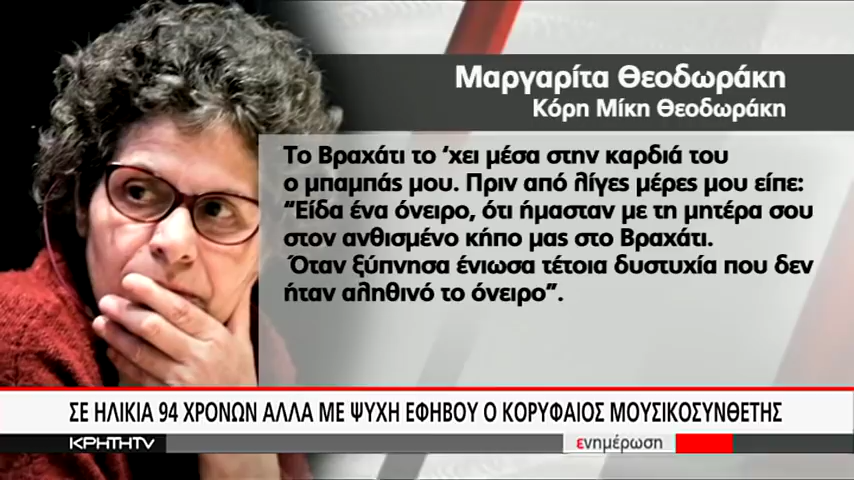 Μαργαρίτα Θεοδωράκη
Κόρη Μίκη Θεοδωράκη
Το Βραχάτι το ‘χει μέσα στην καρδιά του
ο μπαμπάς μου. Πριν από λίγες μέρες μου είπε:
“Είδα ένα όνειρο, ότι ήμασταν με τη μητέρα σου
στον ανθισμένο κήπο μας στο Βραχάτι.
Όταν ξύπνησα ένιωσα τέτοια δυστυχία που δεν
ήταν αληθινό το όνειρο”.
ΣΕ ΗΛΙΚΙΑ 94 ΧΡΟΝΩΝ ΑΛΛΑ ΜΕ ΨΥΧΗ ΕΦΗΒΟΥ Ο ΚΟΡΥΦΑΙΟΣ ΜΟΥΣΙΚΟΣΥΝΘΕΤΗΣ
ΚΡΗΤΗTV
ενημέρωση